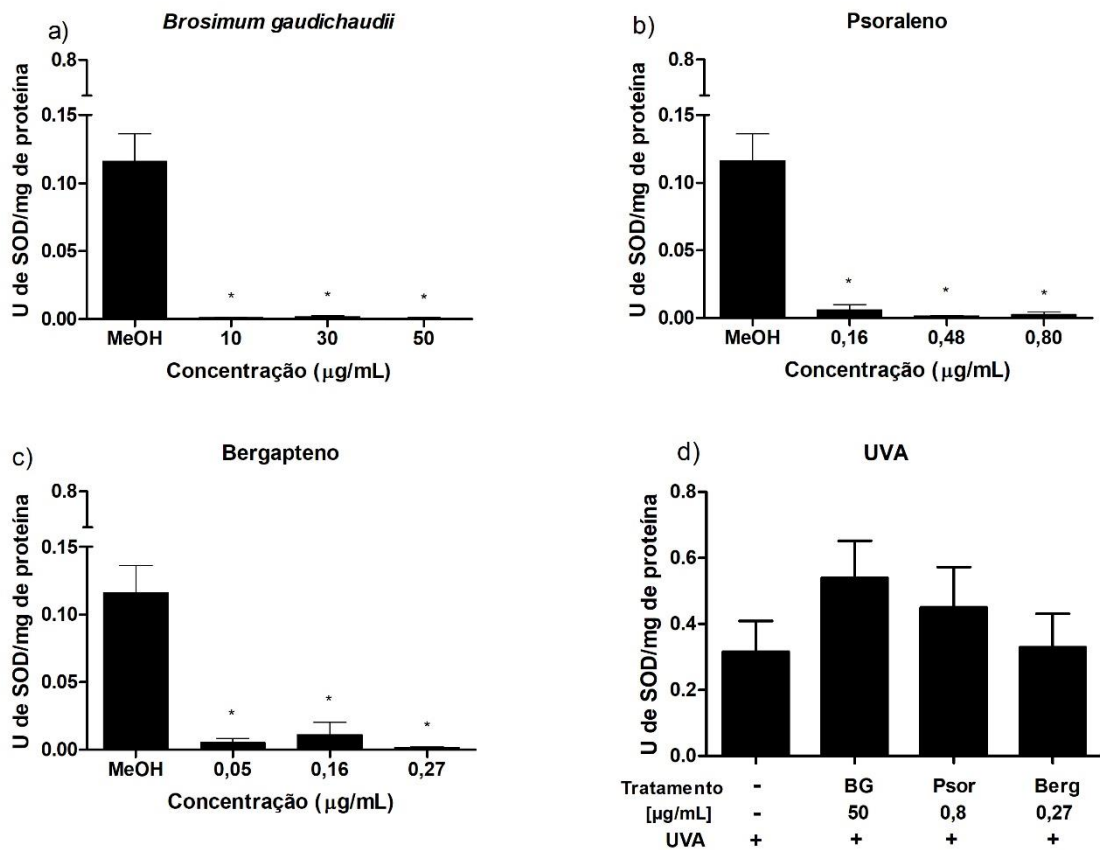 a)
Brosimum gaudichaudii
U de SOD/mg de proteína
0.8
0.15
0.10
0.05
0.00
*
*
*
MeOH 10 30 50
Concentração (µg/mL)
b)
Psoraleno
U de SOD/mg de proteína
0.8
0.15
0.10
0.05
0.00
*
*
*
MeOH 0,16 0,48 0,80
Concentração (µg/mL)
c)
Bergapteno
U de SOD/mg de proteína
0.8
0.15
0.10
0.05
0.00
*
*
*
MeOH 0,05 0,16 0,27
Concentração (µg/mL)
d)
UVA
U de SOD/mg de proteína
0.8
0.6
0.4
0.2
0.0
Tratamento - BG Psor Berg
[µg/mL] - 50 0,8 0,27
UVA + + + +